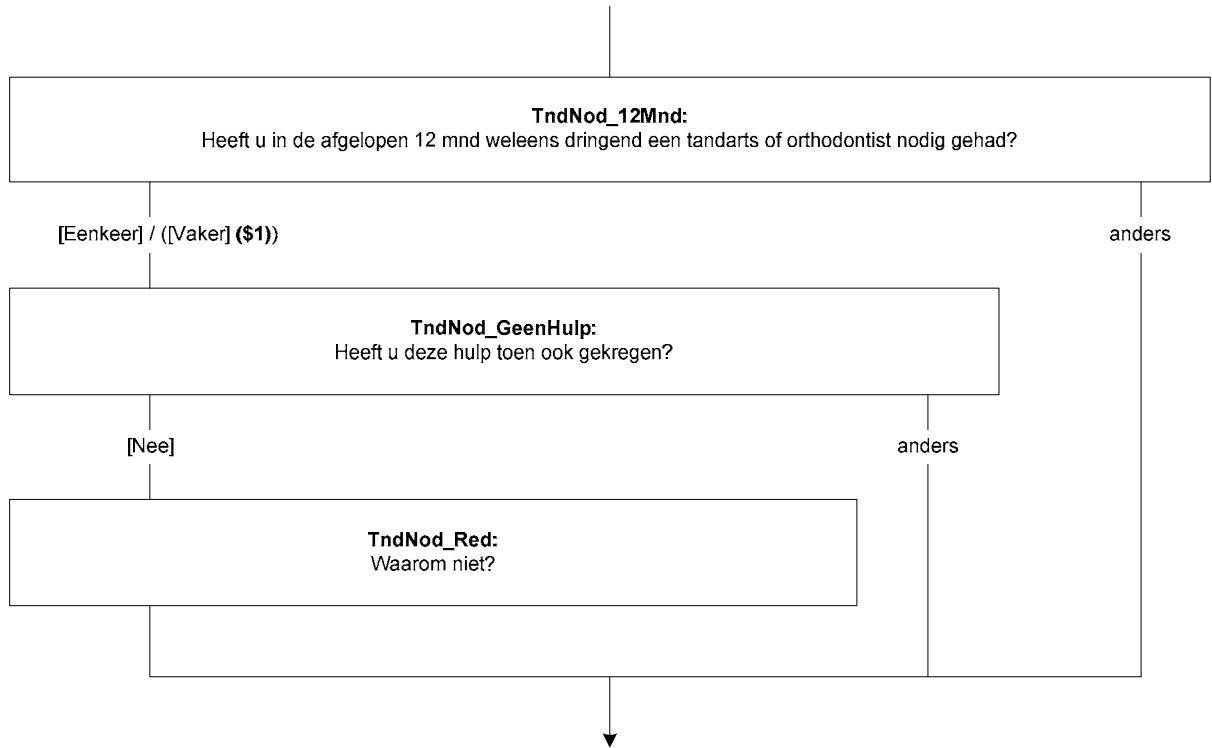 TndNod_12Mnd:
Heeft u in de afgelopen 12 mnd weleens dringend een tandarts of orthodontist nodig gehad?
[Eenkeer] / ([Vaker] ($1))
anders
TndNod_GeenHulp:
Heeft u deze hulp toen ook gekregen?
[Nee]
anders
TndNod_Red:
Waarom niet?